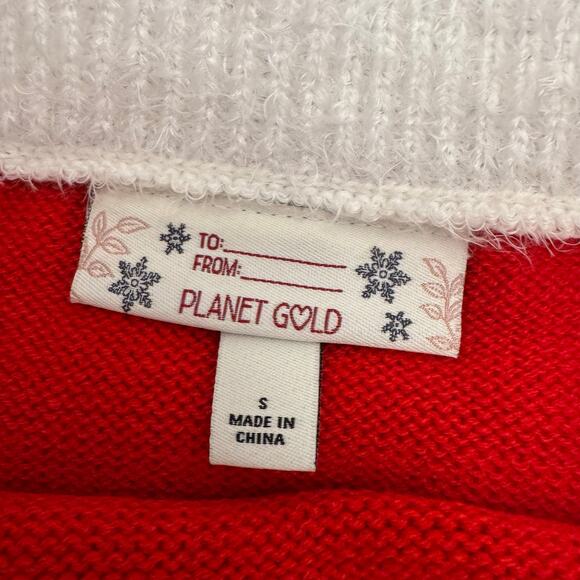 TO:
FROM:
PLANET GOLD
S
MADE IN
CHINA